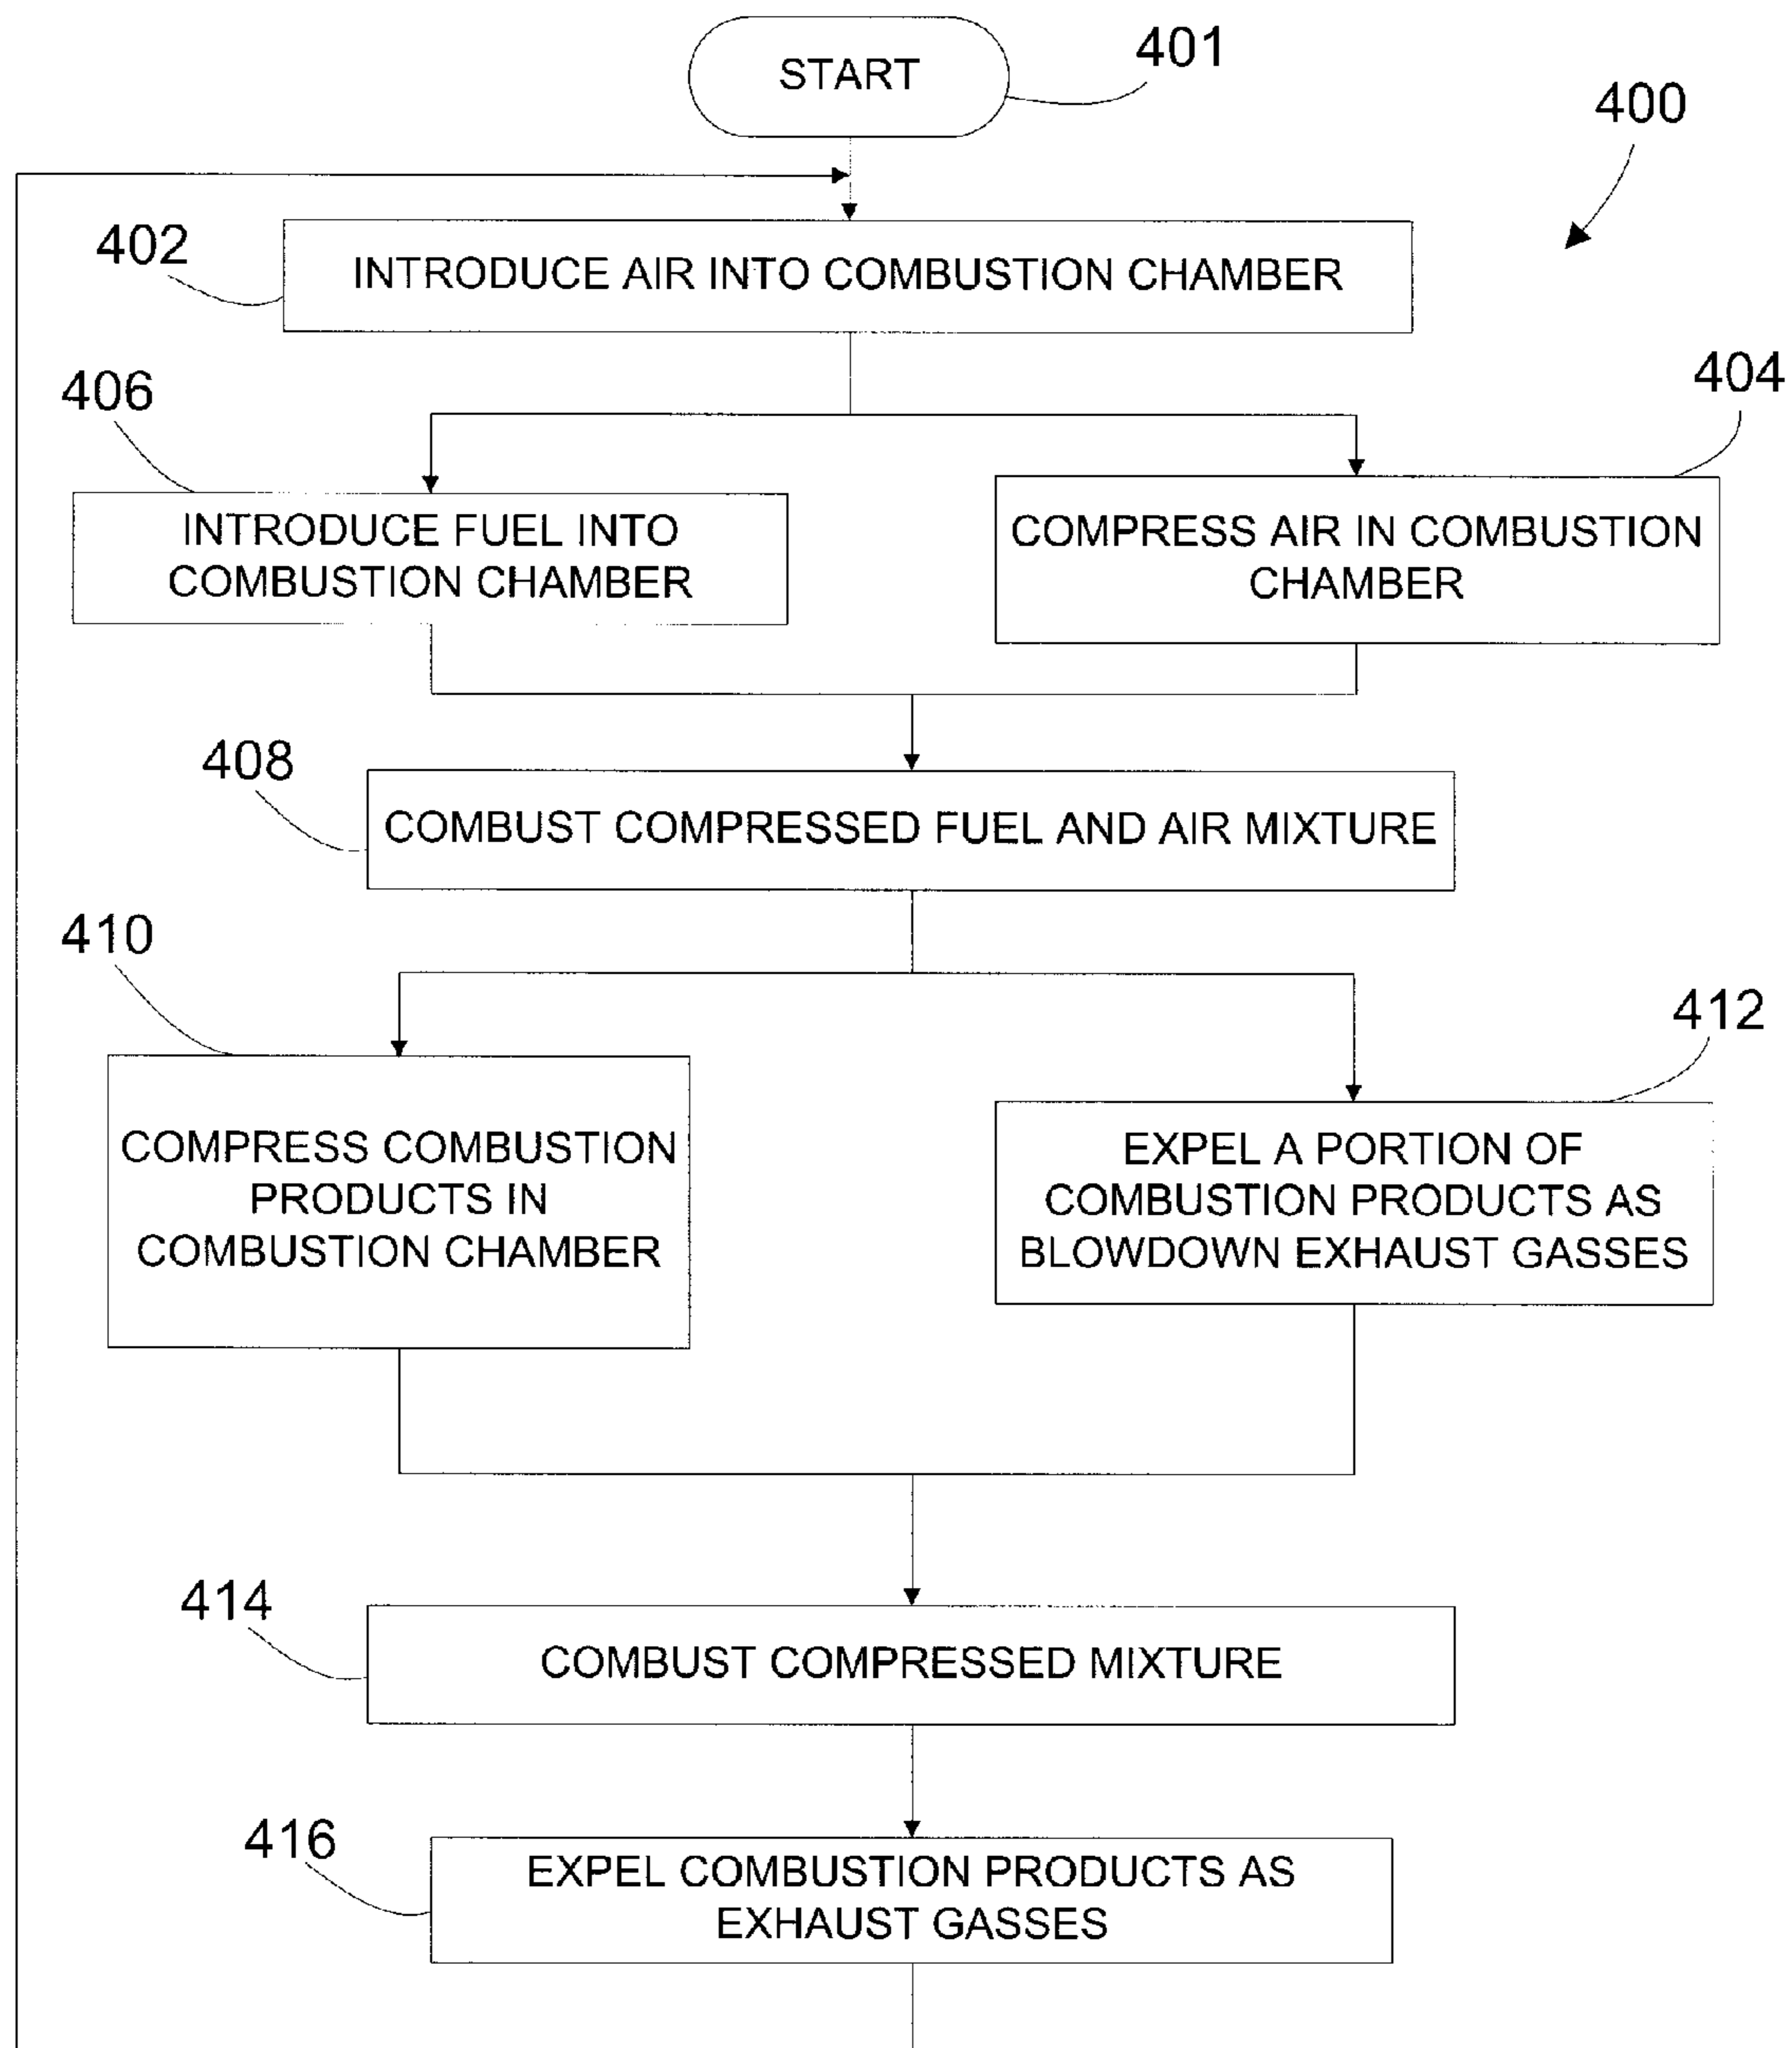 START
401
400
402
INTRODUCE AIR INTO COMBUSTION CHAMBER
406
404
INTRODUCE FUEL INTO
COMBUSTION CHAMBER
COMPRESS AIR IN COMBUSTION
CHAMBER
408
COMBUST COMPRESSED FUEL AND AIR MIXTURE
410
412
COMPRESS COMBUSTION
PRODUCTS IN
COMBUSTION CHAMBER
EXPEL A PORTION OF
COMBUSTION PRODUCTS AS
BLOWDOWN EXHAUST GASSES
414
COMBUST COMPRESSED MIXTURE
416
EXPEL COMBUSTION PRODUCTS AS
EXHAUST GASSES